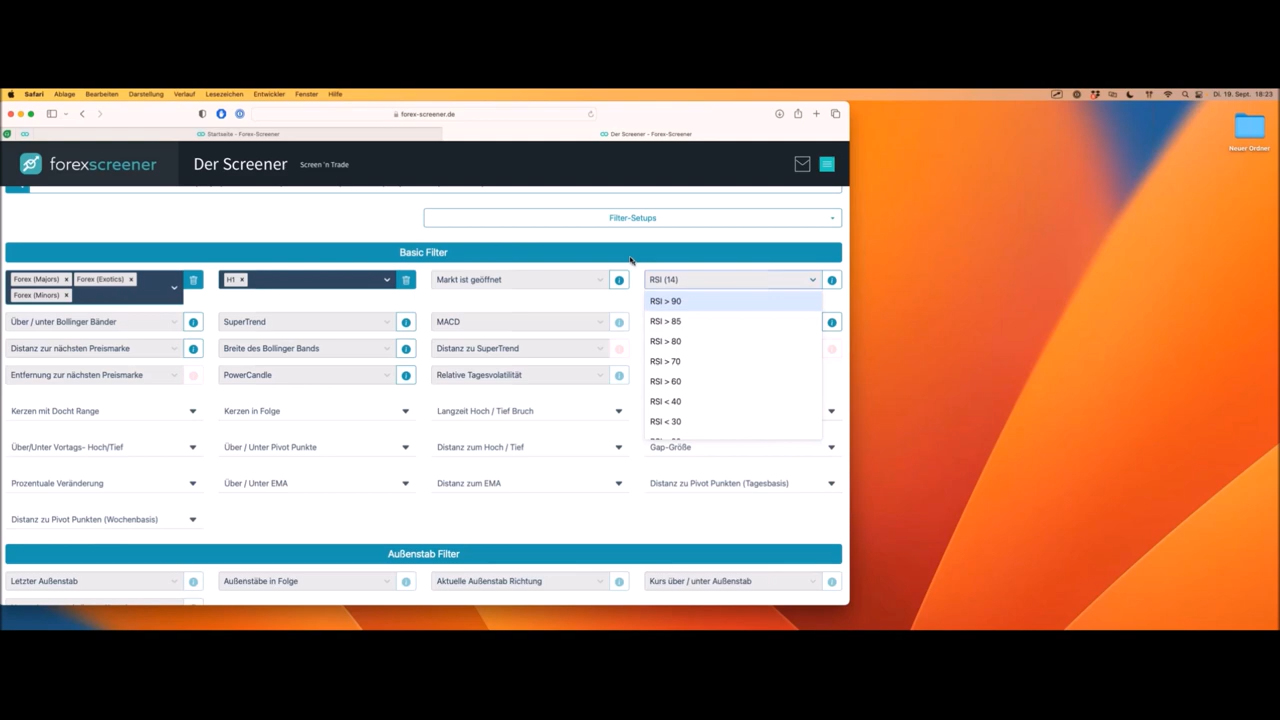 Safari Ablage Bearbeiten Darstellung Verlauf Lesezeichen Entwickler Fenster Hilfe
Di. 19. Sept. 18:23
forex-screener.de
Startseite - Forex-Screener
Der Screener - Forex-Screener
forexscreener
Der Screener
Screen 'n Trade
Neuer Ordner
Filter-Setups
Basic Filter
Forex (Majors) × Forex (Exotics) ×
Forex (Minors) ×
H1 ×
Markt ist geöffnet
RSI (14)
RSI > 90
RSI > 85
RSI > 80
RSI > 70
RSI > 60
RSI < 40
RSI < 30
Über / unter Bollinger Bänder
SuperTrend
MACD
Distanz zur nächsten Preismarke
Breite des Bollinger Bands
Distanz zu SuperTrend
Entfernung zur nächsten Preismarke
PowerCandle
Relative Tagesvolatilität
Kerzen mit Docht Range
Kerzen in Folge
Langzeit Hoch / Tief Bruch
Über/Unter Vortags- Hoch/Tief
Über / Unter Pivot Punkte
Distanz zum Hoch / Tief
Gap-Größe
Prozentuale Veränderung
Über / Unter EMA
Distanz zum EMA
Distanz zu Pivot Punkten (Tagesbasis)
Distanz zu Pivot Punkten (Wochenbasis)
Außenstab Filter
Letzter Außenstab
Außenstäbe in Folge
Aktuelle Außenstab Richtung
Kurs über / unter Außenstab